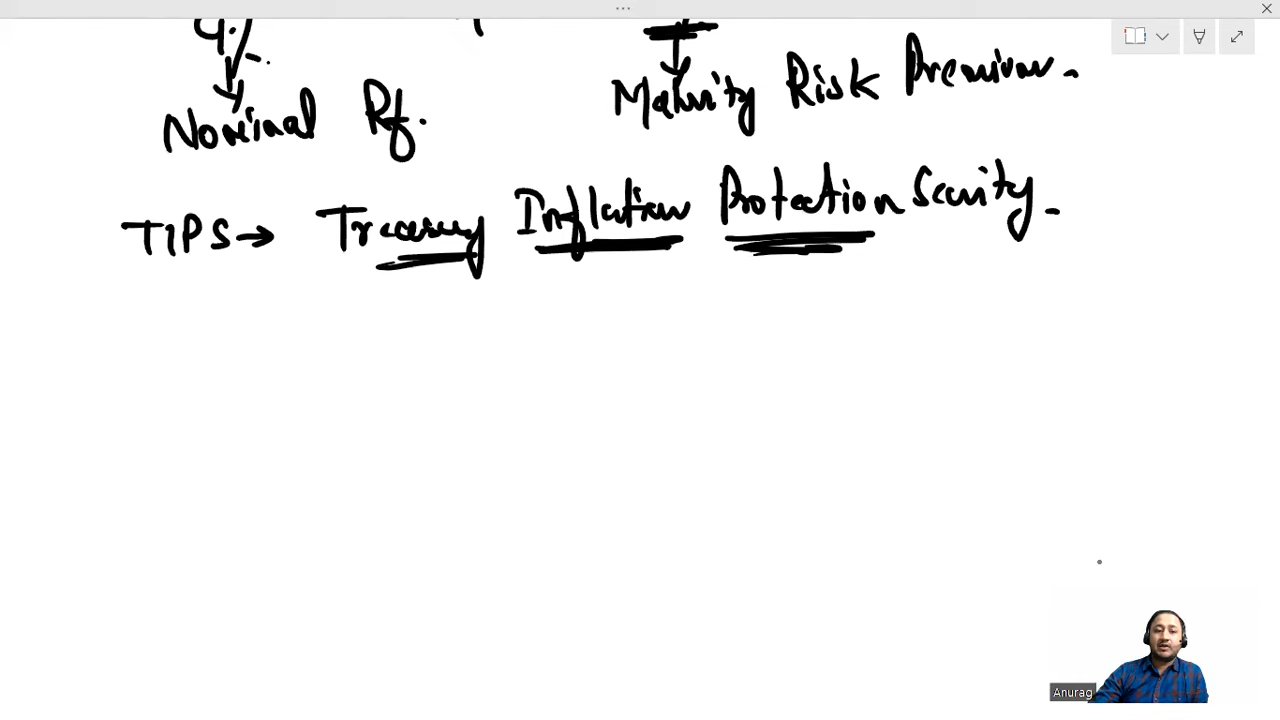 4%
Nominal Rf.
Maturity Risk Premium.
TIPS → Treasury Inflation Protection Security.
Anurag